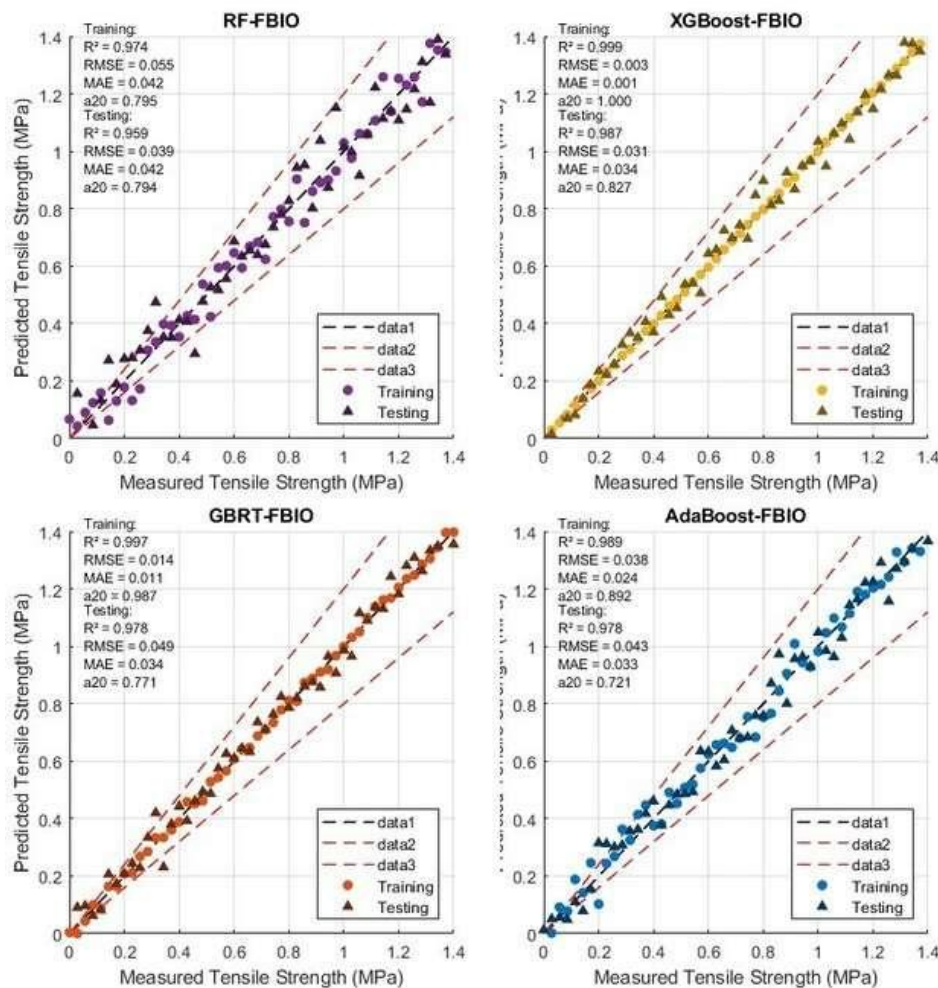 RF-FBIO
Training:
R² = 0.974
RMSE = 0.055
MAE = 0.042
a20 = 0.795
Testing:
R² = 0.959
RMSE = 0.039
MAE = 0.042
a20 = 0.794
1.4
1.2
1
0.8
0.6
0.4
0.2
0
Predicted Tensile Strength (MPa)
data1
data2
data3
Training
Testing
0 0.2 0.4 0.6 0.8 1 1.2 1.4
Measured Tensile Strength (MPa)
XGBoost-FBIO
Training:
R² = 0.999
RMSE = 0.003
MAE = 0.001
a20 = 1.000
Testing:
R² = 0.987
RMSE = 0.031
MAE = 0.034
a20 = 0.827
1.4
1.2
1
0.8
0.6
0.4
0.2
0
Tensile Strength
data1
data2
data3
Training
Testing
0 0.2 0.4 0.6 0.8 1 1.2 1.4
Measured Tensile Strength (MPa)
GBRT-FBIO
Training:
R² = 0.997
RMSE = 0.014
MAE = 0.011
a20 = 0.987
Testing:
R² = 0.978
RMSE = 0.049
MAE = 0.034
a20 = 0.771
1.4
1.2
1
0.8
0.6
0.4
0.2
0
Predicted Tensile Strength (MPa)
data1
data2
data3
Training
Testing
0 0.2 0.4 0.6 0.8 1 1.2 1.4
Measured Tensile Strength (MPa)
AdaBoost-FBIO
Training:
R² = 0.989
RMSE = 0.038
MAE = 0.024
a20 = 0.892
Testing:
R² = 0.978
RMSE = 0.043
MAE = 0.033
a20 = 0.721
1.4
1.2
1
0.8
0.6
0.4
0.2
0
Tensile Strength
data1
data2
data3
Training
Testing
0 0.2 0.4 0.6 0.8 1 1.2 1.4
Measured Tensile Strength (MPa)